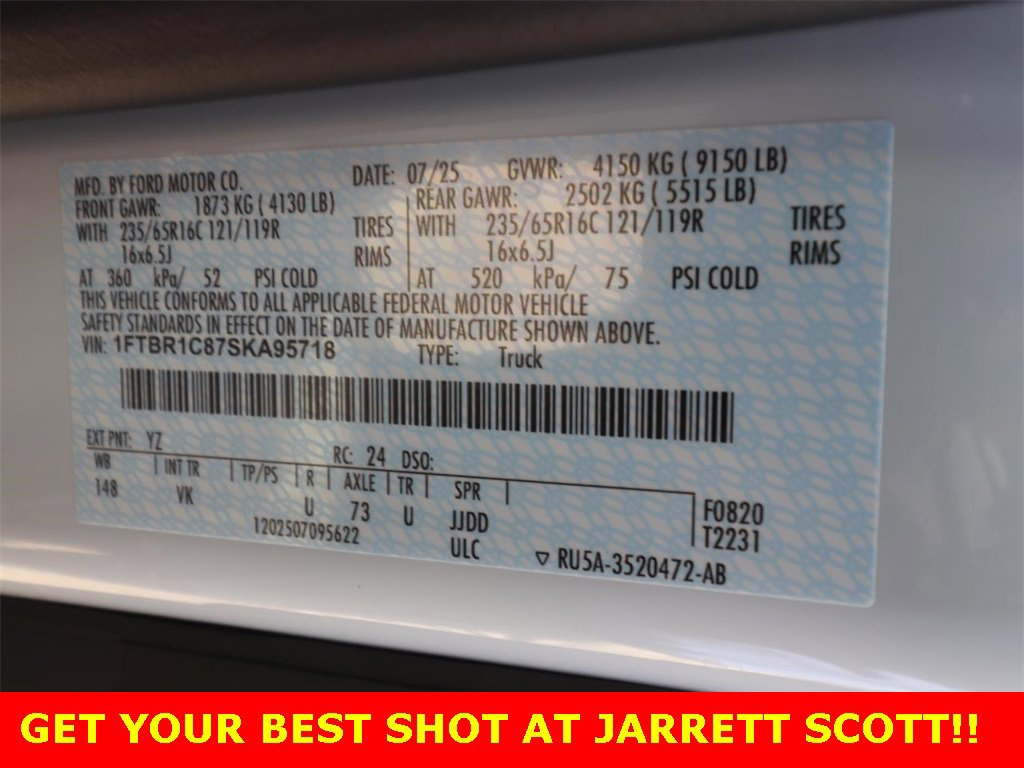 MFD. BY FORD MOTOR CO. DATE: 07/25 GVWR: 4150 KG ( 9150 LB)
FRONT GAWR: 1873 KG ( 4130 LB) REAR GAWR: 2502 KG ( 5515 LB)
WITH 235/65R16C 121/119R TIRES WITH 235/65R16C 121/119R TIRES
16x6.5J RIMS 16x6.5J RIMS
AT 360 kPa/ 52 PSI COLD AT 520 kPa/ 75 PSI COLD
THIS VEHICLE CONFORMS TO ALL APPLICABLE FEDERAL MOTOR VEHICLE
SAFETY STANDARDS IN EFFECT ON THE DATE OF MANUFACTURE SHOWN ABOVE.
VIN: 1FTBR1C87SKA95718 TYPE: Truck
EXT PNT: YZ RC: 24 DSO:
WB INT TR TP/PS R AXLE TR SPR
148 VK U 73 U JJDD F0820
1202507095622 ULC T2231
RU5A-3520472-AB
GET YOUR BEST SHOT AT JARRETT SCOTT!!